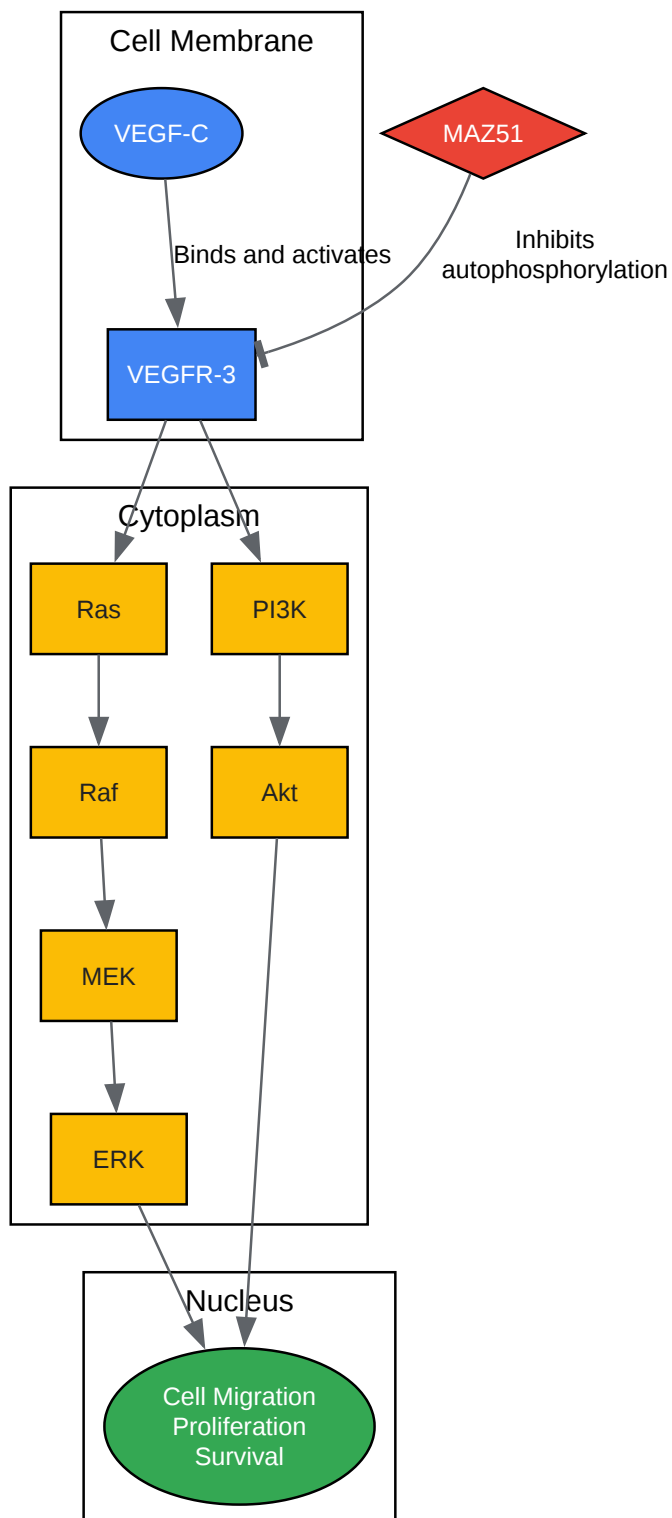 Cell Membrane
VEGF-C
MAZ51
Binds and activates
Inhibits
autophosphorylation
VEGFR-3
Cytoplasm
Ras
PI3K
Raf
Akt
MEK
ERK
Nucleus
Cell Migration
Proliferation
Survival